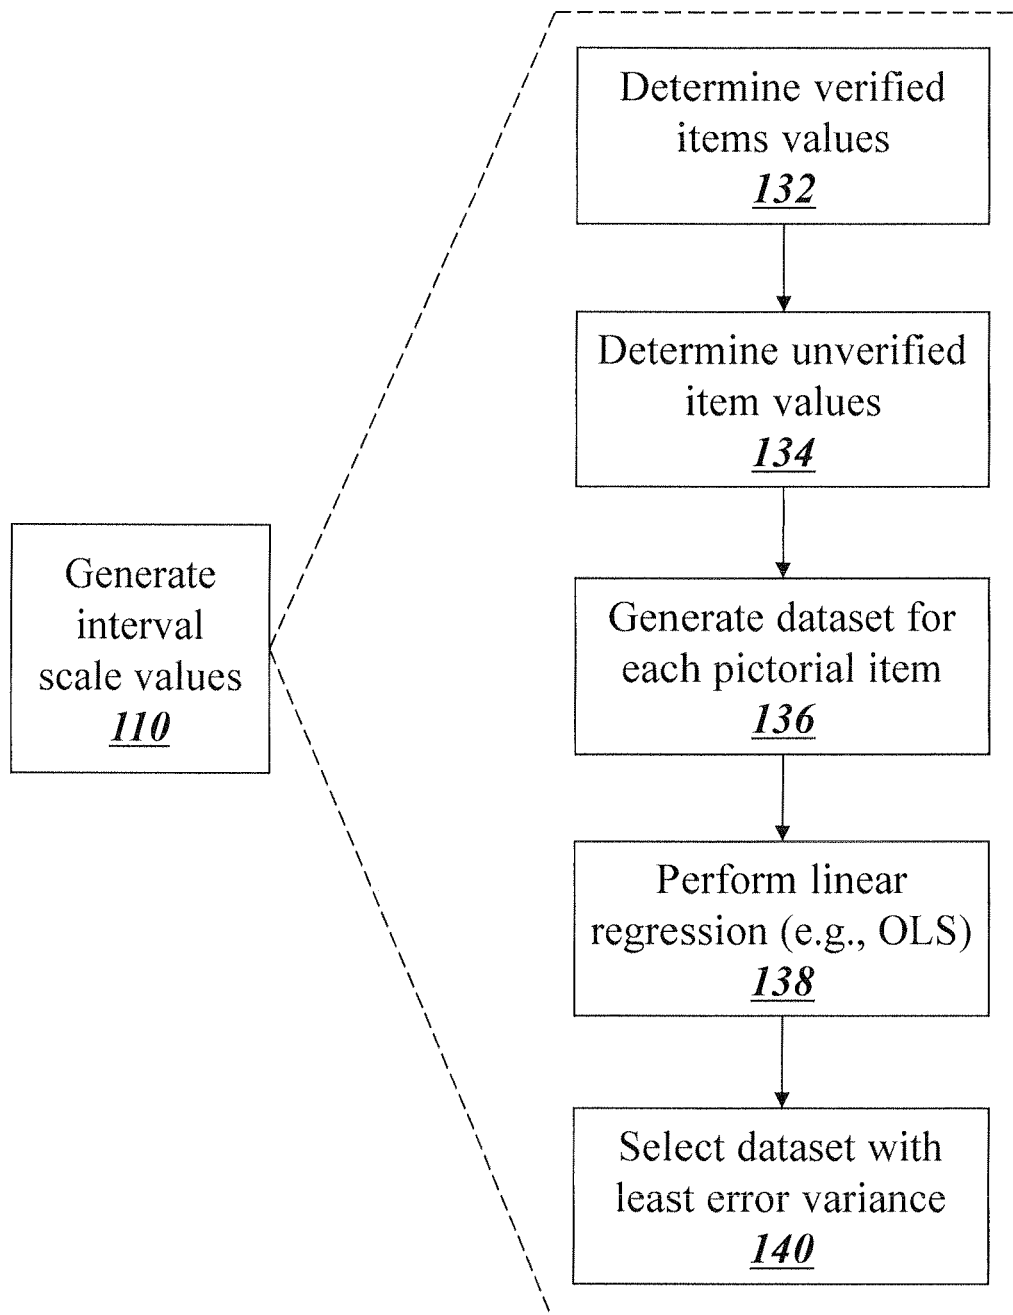 Determine verified
items values
132
Determine unverified
item values
134
Generate
interval
scale values
110
Generate dataset for
each pictorial item
136
Perform linear
regression (e.g., OLS)
138
Select dataset with
least error variance
140